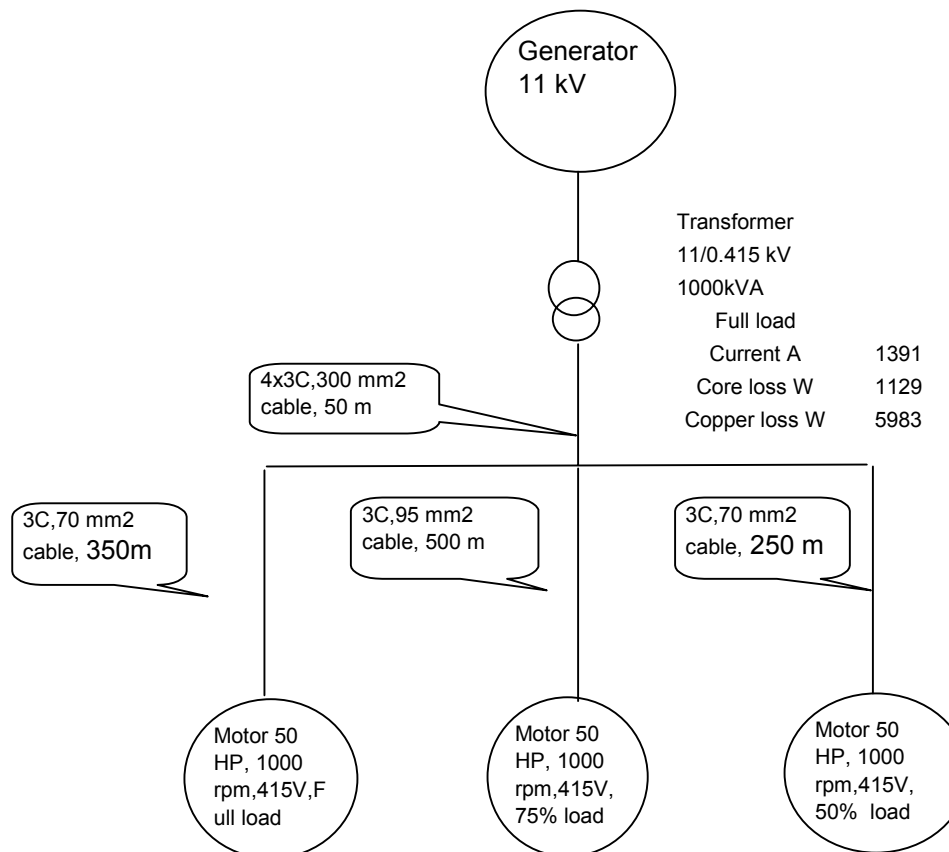 Generator
11 kV
Transformer
11/0.415 kV
1000kVA
Full load
Current A 1391
Core loss W 1129
Copper loss W 5983
4x3C,300 mm2
cable, 50 m
3C,70 mm2
cable, 350m
3C,95 mm2
cable, 500 m
3C,70 mm2
cable, 250 m
Motor 50
HP, 1000
rpm,415V,F
ull load
Motor 50
HP, 1000
rpm,415V,
75% load
Motor 50
HP, 1000
rpm,415V,
50% load